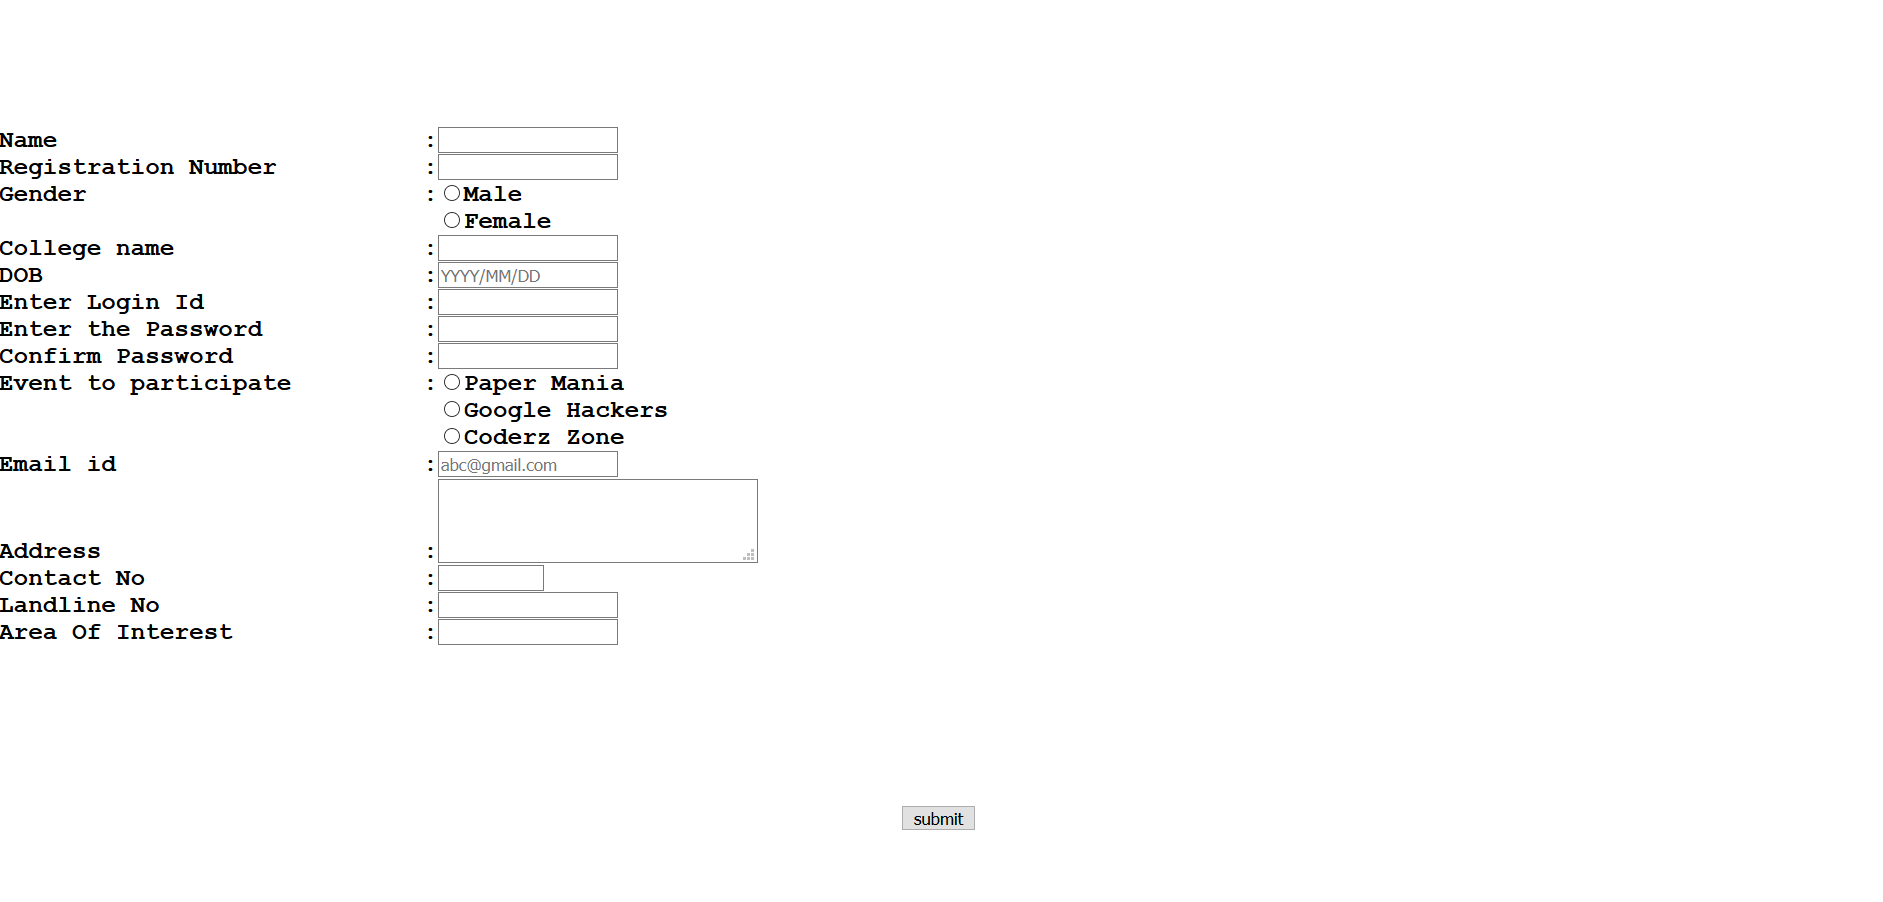 Name :
Registration Number :
Gender : Male
Female
College name :
DOB : YYYY/MM/DD
Enter Login Id :
Enter the Password :
Confirm Password :
Event to participate : Paper Mania
Google Hackers
Coderz Zone
Email id : abc@gmail.com
Address :
Contact No :
Landline No :
Area Of Interest :
submit